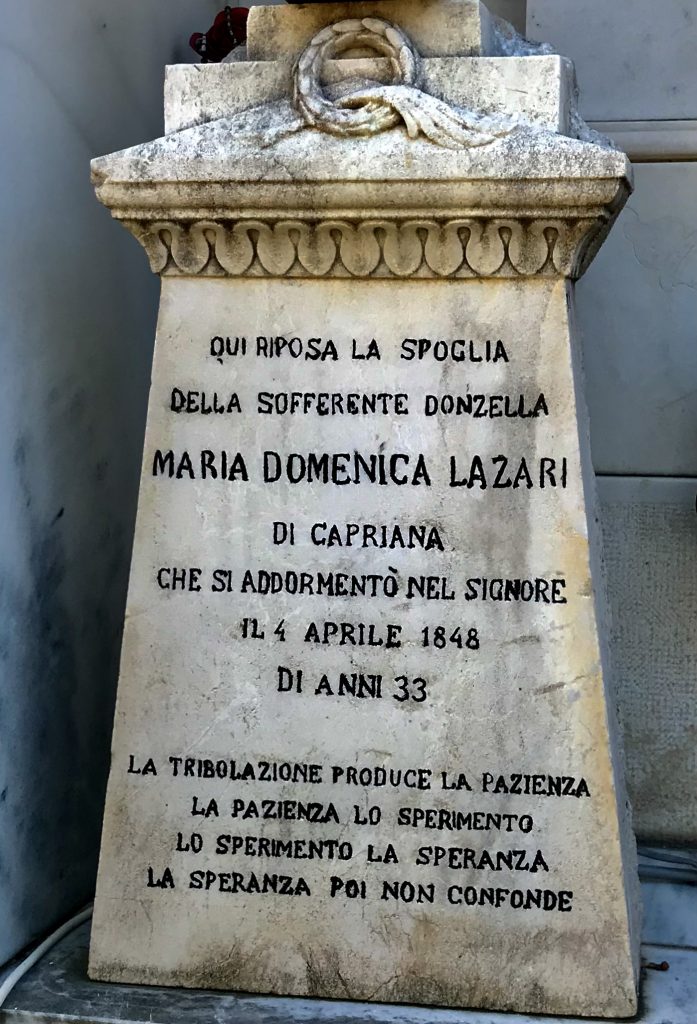 QUI RIPOSA LA SPOGLIA
DELLA SOFFERENTE DONZELLA
MARIA DOMENICA LAZARI
DI CAPRIANA
CHE SI ADDORMENTÒ NEL SIGNORE
IL 4 APRILE 1848
DI ANNI 33
LA TRIBOLAZIONE PRODUCE LA PAZIENZA
LA PAZIENZA LO SPERIMENTO
LO SPERIMENTO LA SPERANZA
LA SPERANZA POI NON CONFONDE